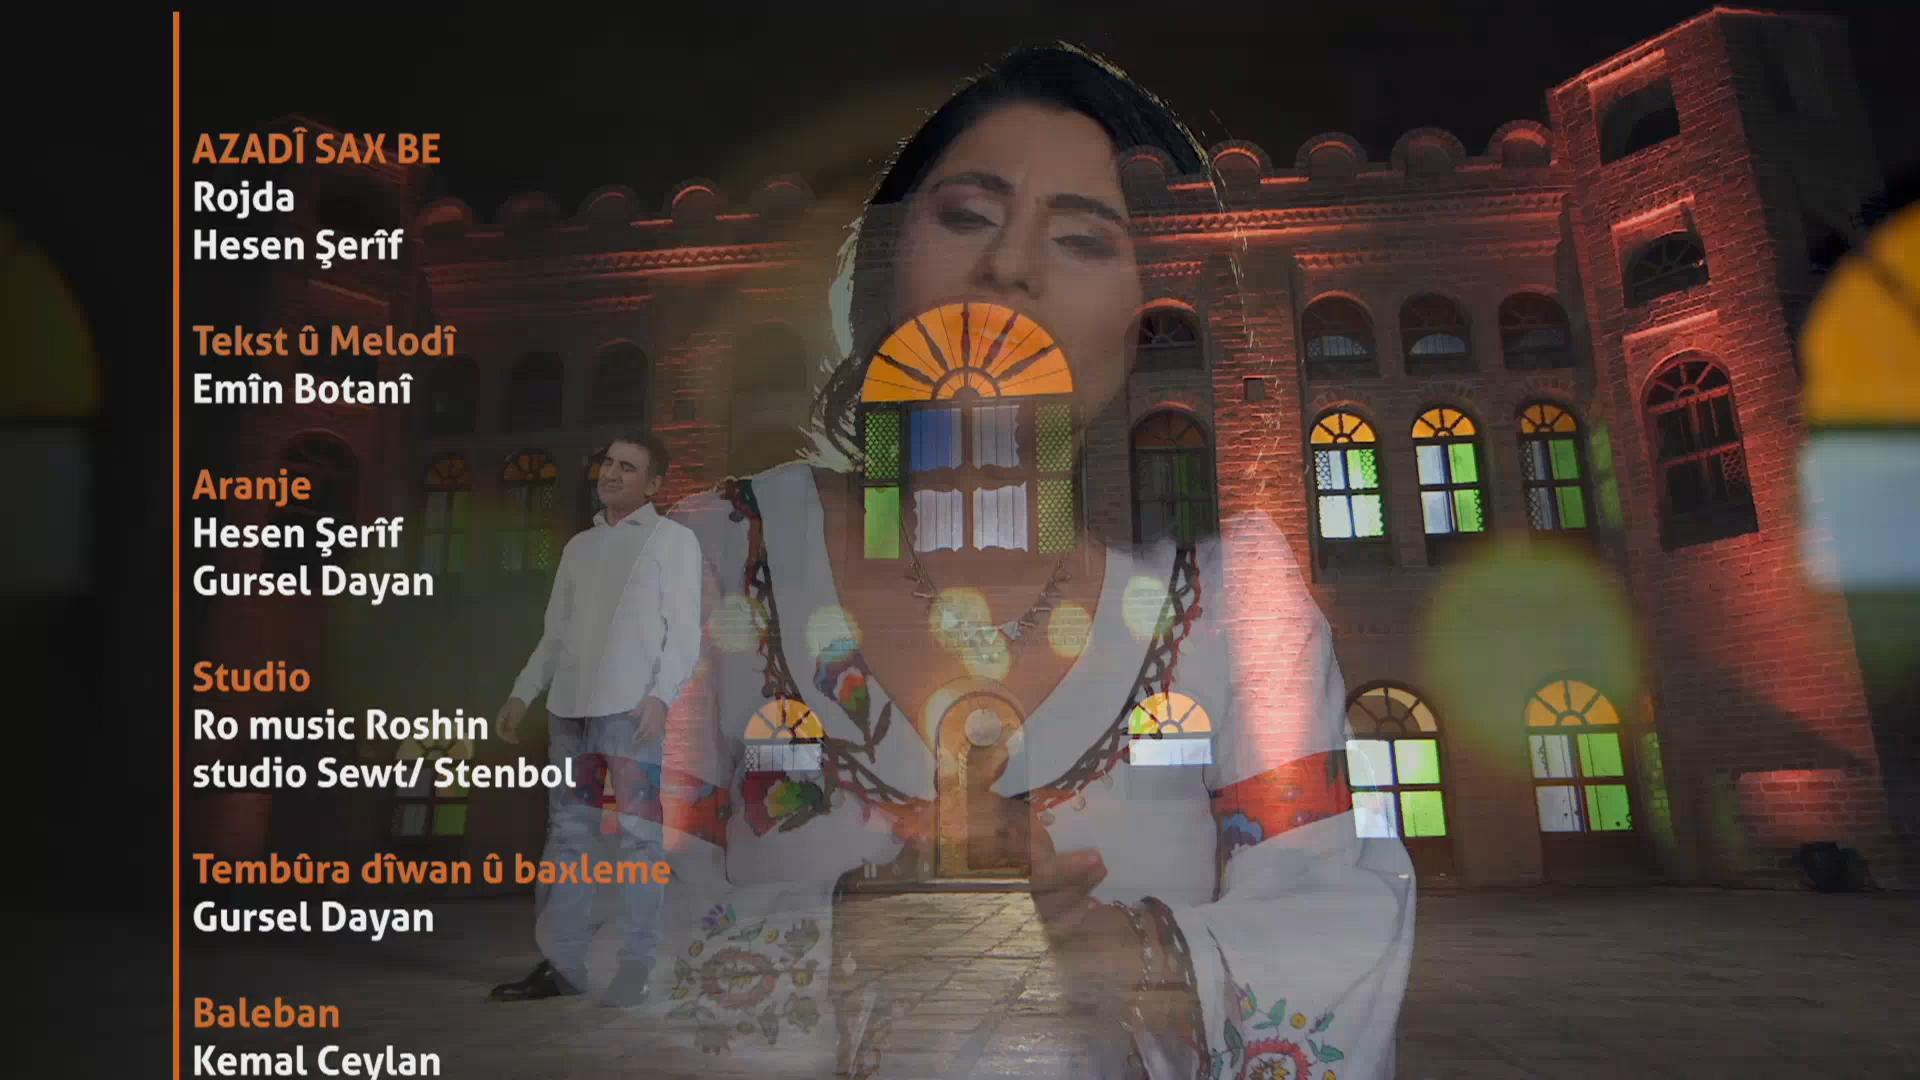 AZADÎ SAX BE
Rojda
Hesen Şerîf
Tekst û Melodî
Emîn Botanî
Aranje
Hesen Şerîf
Gursel Dayan
Studio
Ro music Roshin
studio Sewt/ Stenbol
Tembûra dîwan û baxleme
Gursel Dayan
Baleban
Kemal Ceylan